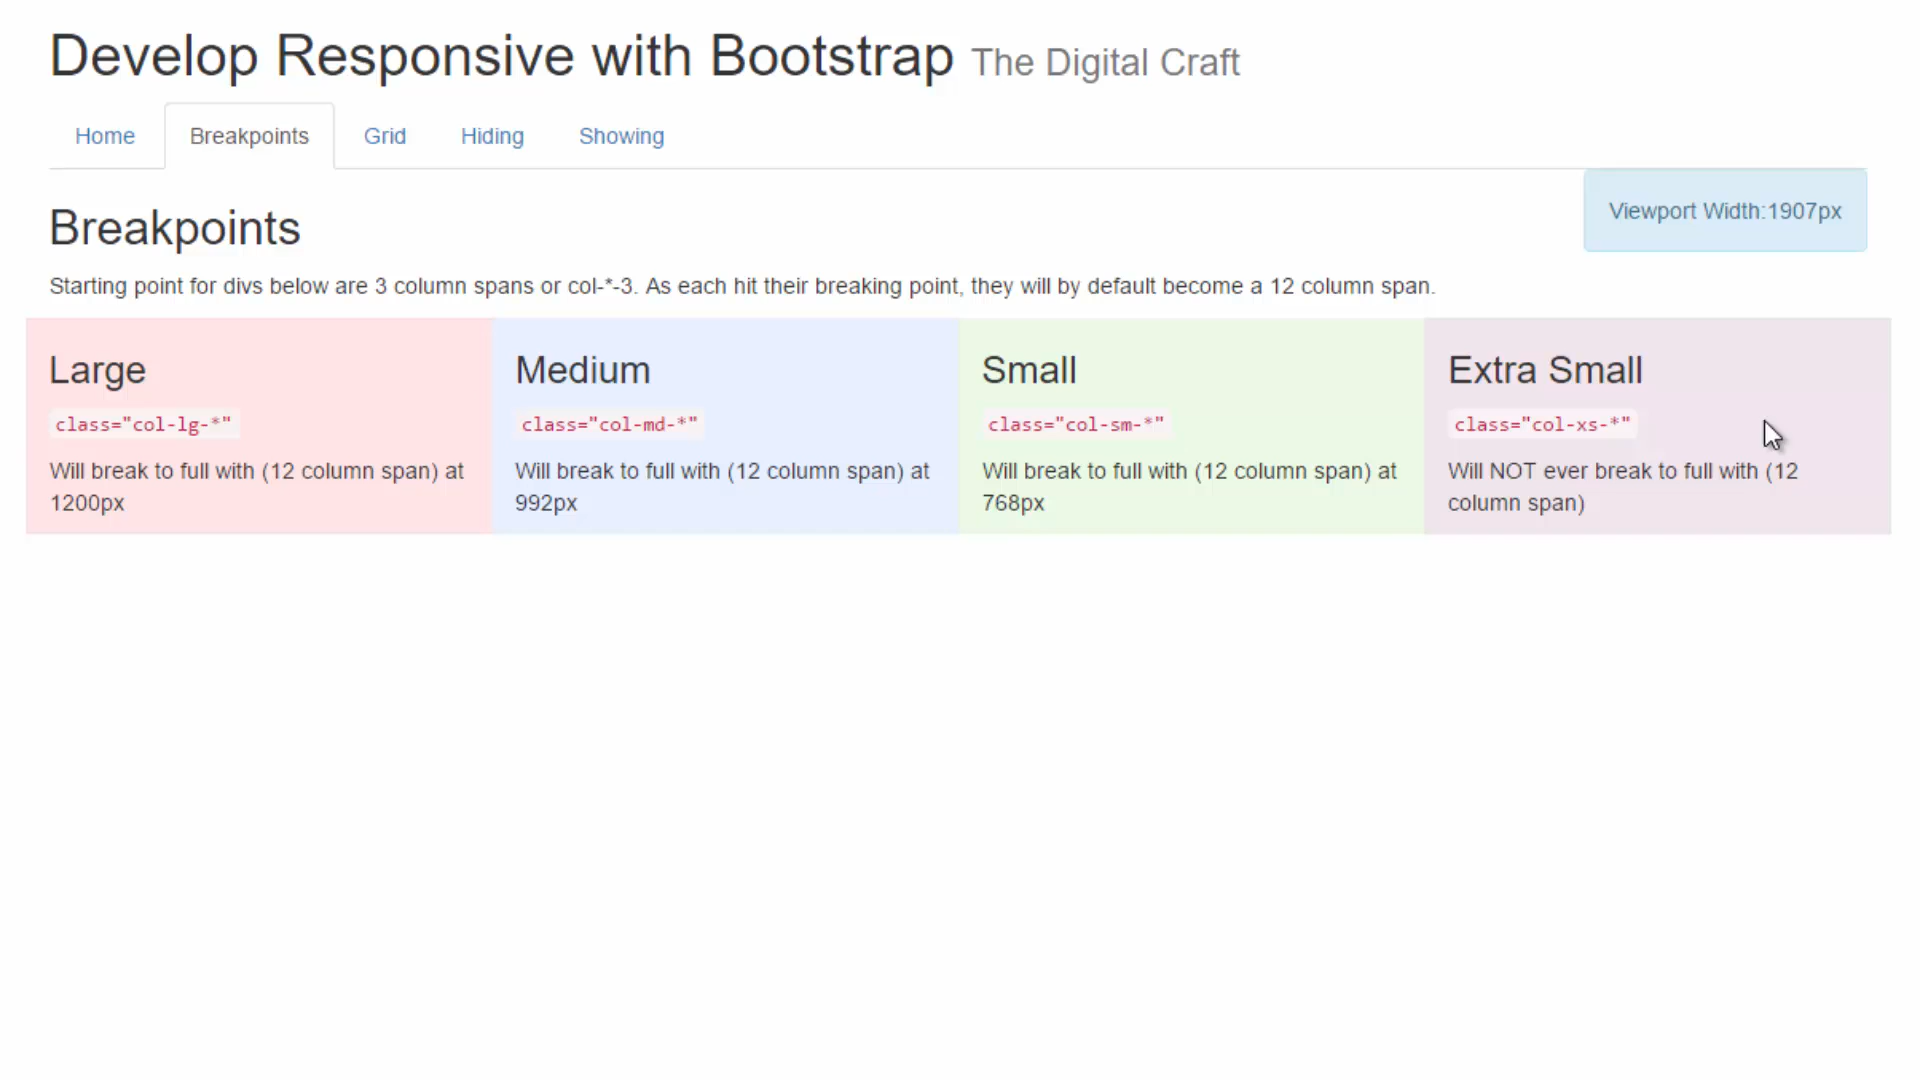 Develop Responsive with Bootstrap The Digital Craft
Home Breakpoints Grid Hiding Showing
Viewport Width:1907px
Breakpoints
Starting point for divs below are 3 column spans or col-*-3. As each hit their breaking point, they will by default become a 12 column span.
Large
class="col-lg-*"
Will break to full with (12 column span) at
1200px
Medium
class="col-md-*"
Will break to full with (12 column span) at
992px
Small
class="col-sm-*"
Will break to full with (12 column span) at
768px
Extra Small
class="col-xs-*"
Will NOT ever break to full with (12
column span)